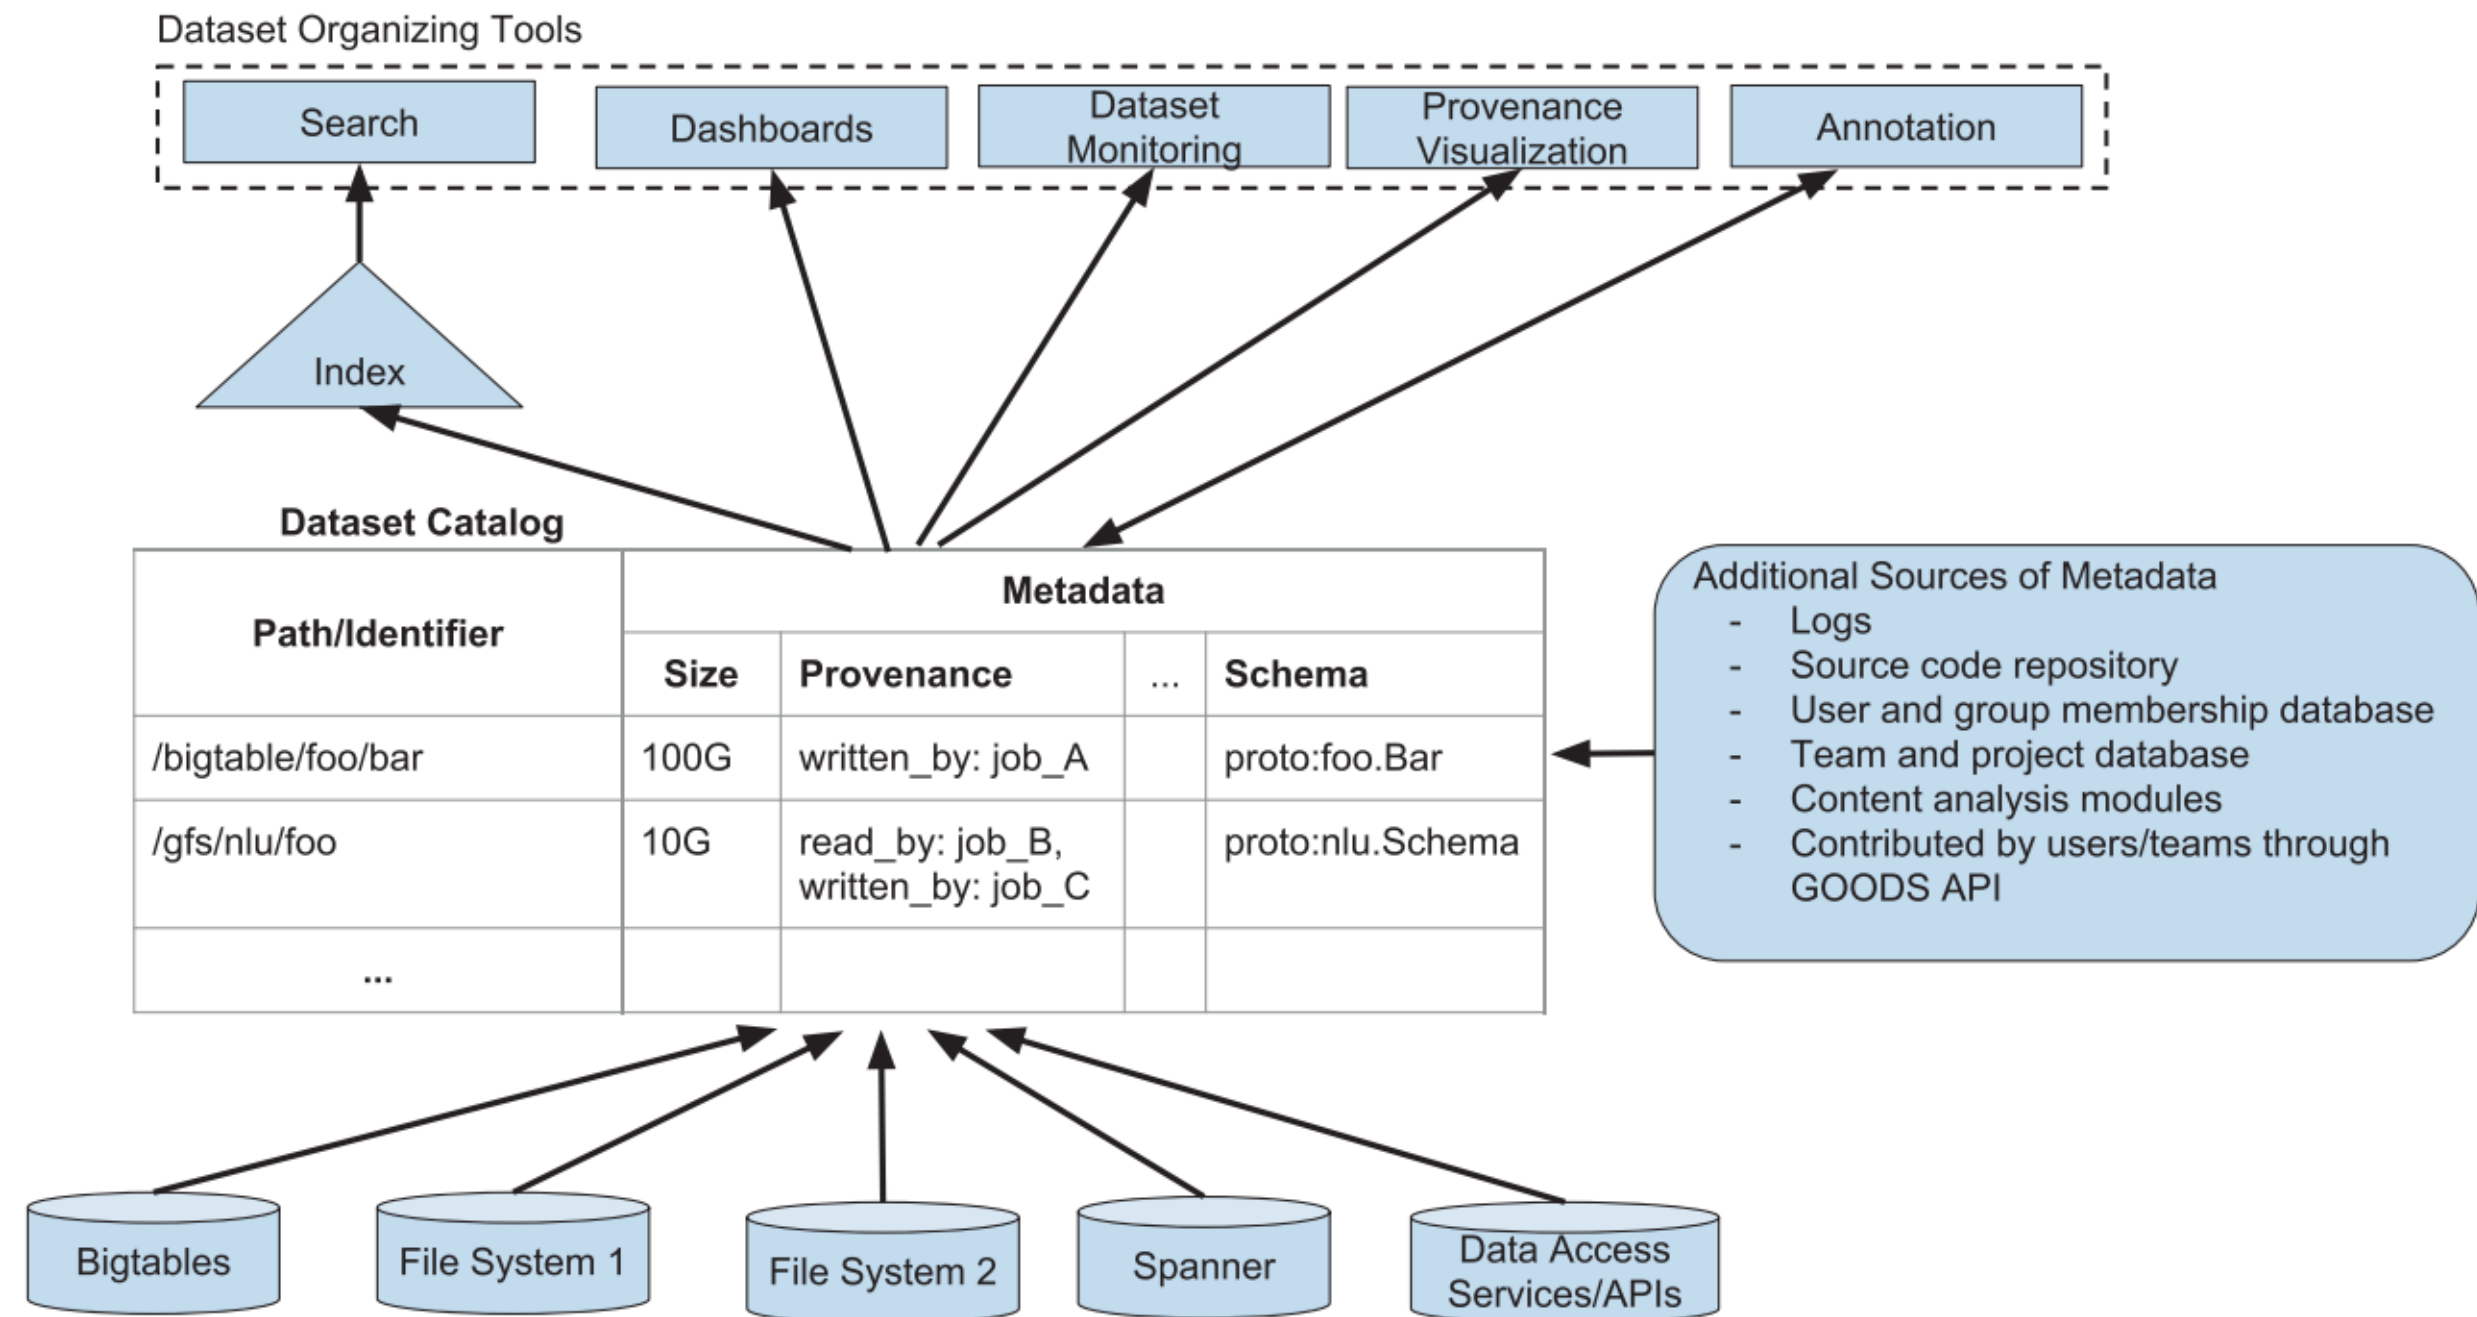 Dataset Organizing Tools
Search
Dashboards
Dataset
Monitoring
Provenance
Visualization
Annotation
Index
Dataset Catalog
Path/Identifier
Metadata
Size
Provenance
...
Schema
/bigtable/foo/bar
100G
written_by: job_A
proto:foo.Bar
/gfs/nlu/foo
10G
read_by: job_B,
written_by: job_C
proto:nlu.Schema
...
Additional Sources of Metadata
- Logs
- Source code repository
- User and group membership database
- Team and project database
- Content analysis modules
- Contributed by users/teams through
GOODS API
Bigtables
File System 1
File System 2
Spanner
Data Access
Services/APIs